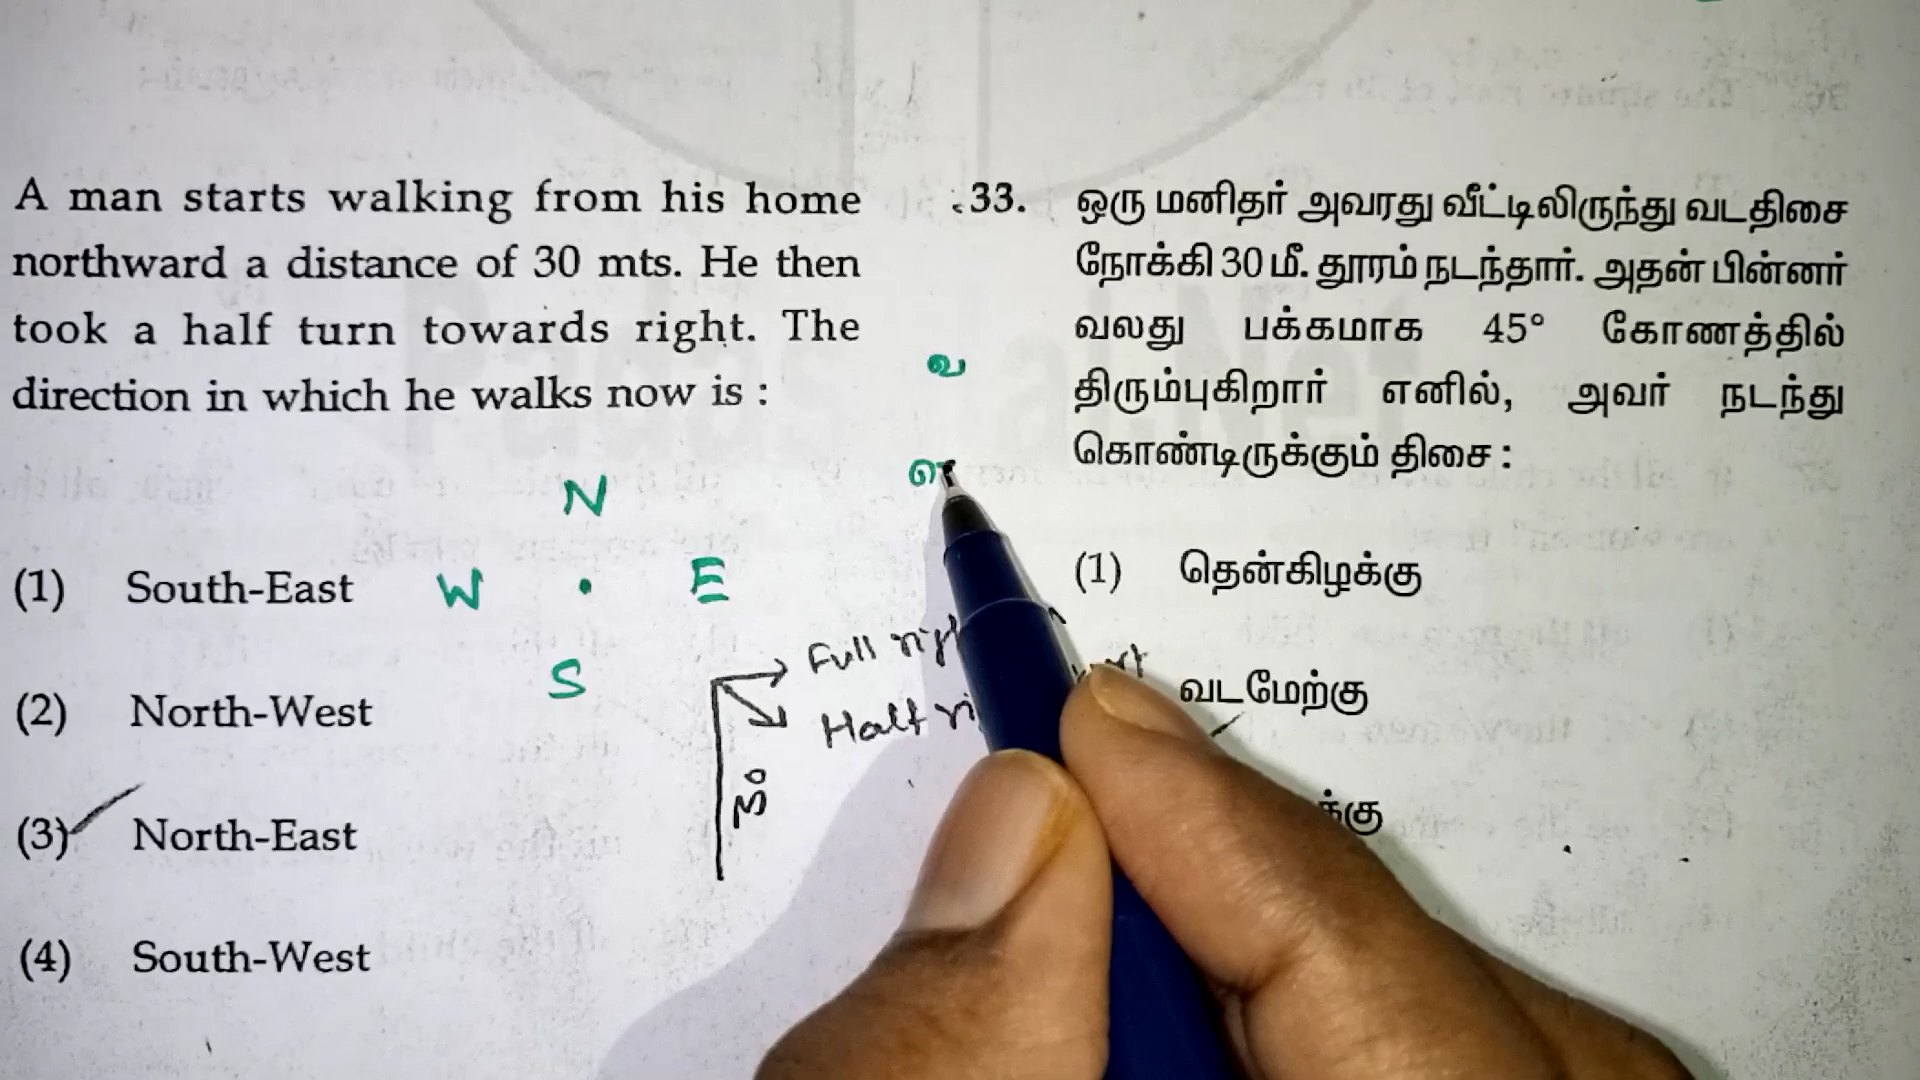 A man starts walking from his home
northward a distance of 30 mts. He then
took a half turn towards right. The
direction in which he walks now is :
N
W E
S
(1) South-East
(2) North-West
(3) North-East
(4) South-West
Full
Half
30
வ
33. ஒரு மனிதர் அவரது வீட்டிலிருந்து வடதிசை
நோக்கி 30 மீ. தூரம் நடந்தார். அதன் பின்னர்
வலது பக்கமாக 45° கோணத்தில்
திரும்புகிறார் எனில், அவர் நடந்து
கொண்டிருக்கும் திசை :
(1) தென்கிழக்கு
வடமேற்கு